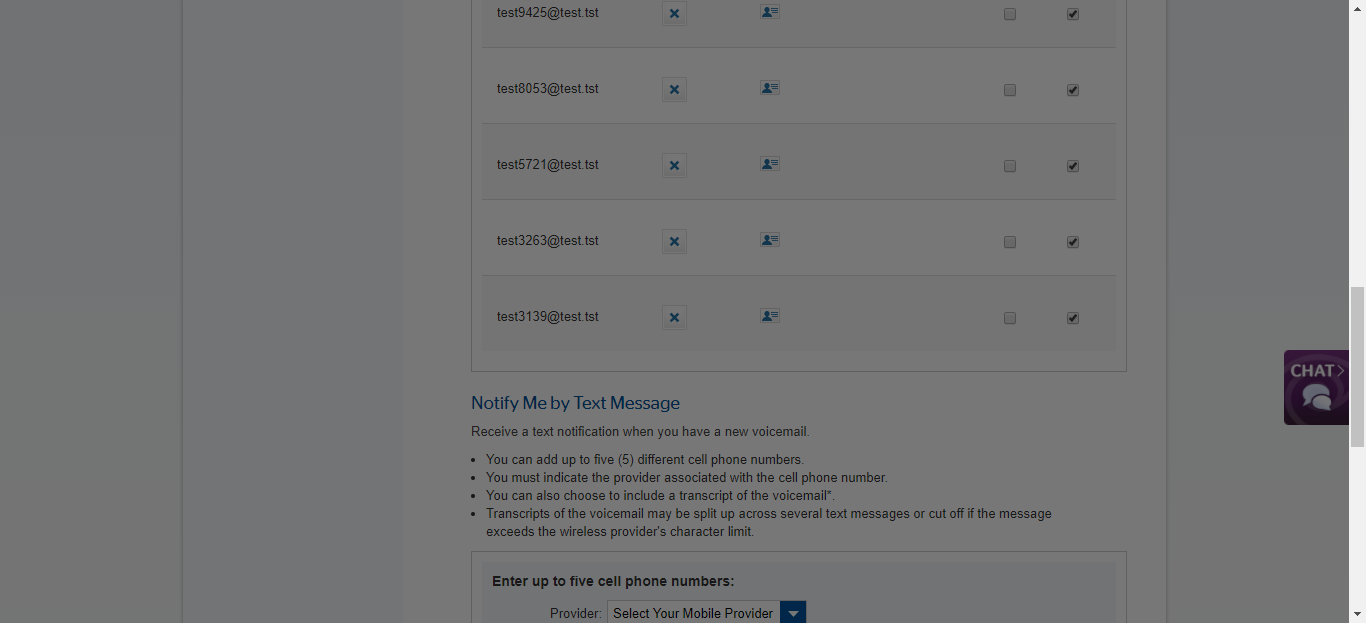 test9425@test.tst
test8053@test.tst
test5721@test.tst
test3263@test.tst
test3139@test.tst
CHAT
Notify Me by Text Message
Receive a text notification when you have a new voicemail.
You can add up to five (5) different cell phone numbers.
You must indicate the provider associated with the cell phone number.
You can also choose to include a transcript of the voicemail*.
Transcripts of the voicemail may be split up across several text messages or cut off if the message
exceeds the wireless provider's character limit.
Enter up to five cell phone numbers:
Provider: Select Your Mobile Provider